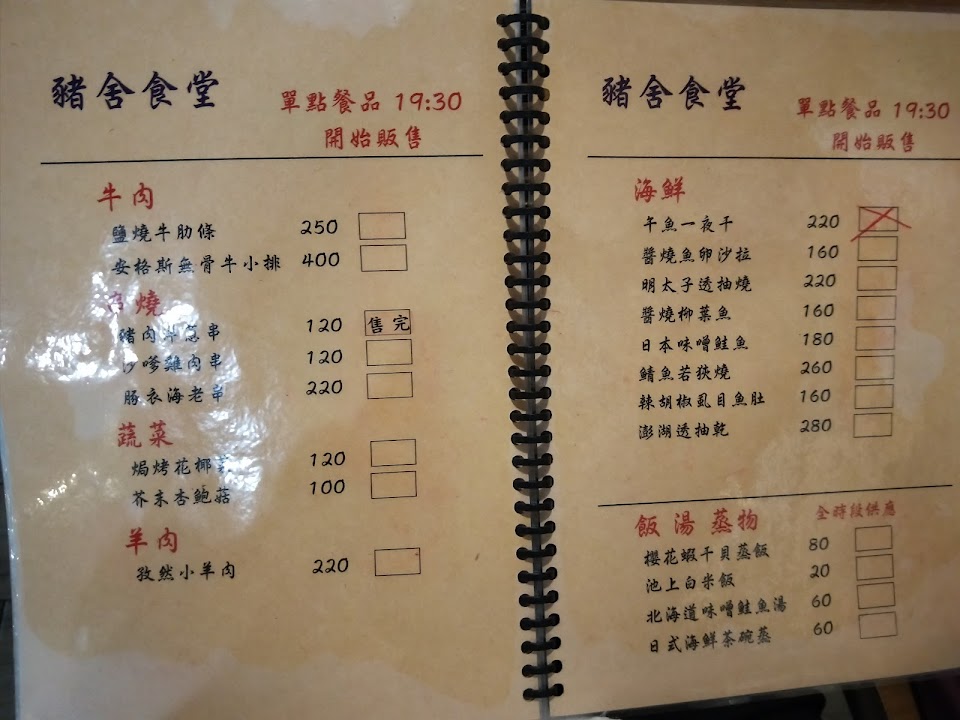 豬舍食堂
單點餐品 19:30
開始販售
牛肉
鹽燒牛肋條 250
安格斯無骨牛小排 400
燒
豬肉 串 120 售完
沙嗲雞肉串 120
豚衣海老串 220
蔬菜
焗烤花椰菜 120
芥末杏鮑菇 100
羊肉
孜然小羊肉 220
豬舍食堂
單點餐品 19:30
開始販售
海鮮
午魚一夜干 220
醬燒魚卵沙拉 160
明太子透抽燒 220
醬燒柳葉魚 160
日本味噌鮭魚 180
鯖魚若狹燒 260
辣胡椒虱目魚肚 160
澎湖透抽乾 280
飯湯蒸物 全時段供應
櫻花蝦干貝蒸飯 80
池上白米飯 20
北海道味噌鮭魚湯 60
日式海鮮茶碗蒸 60